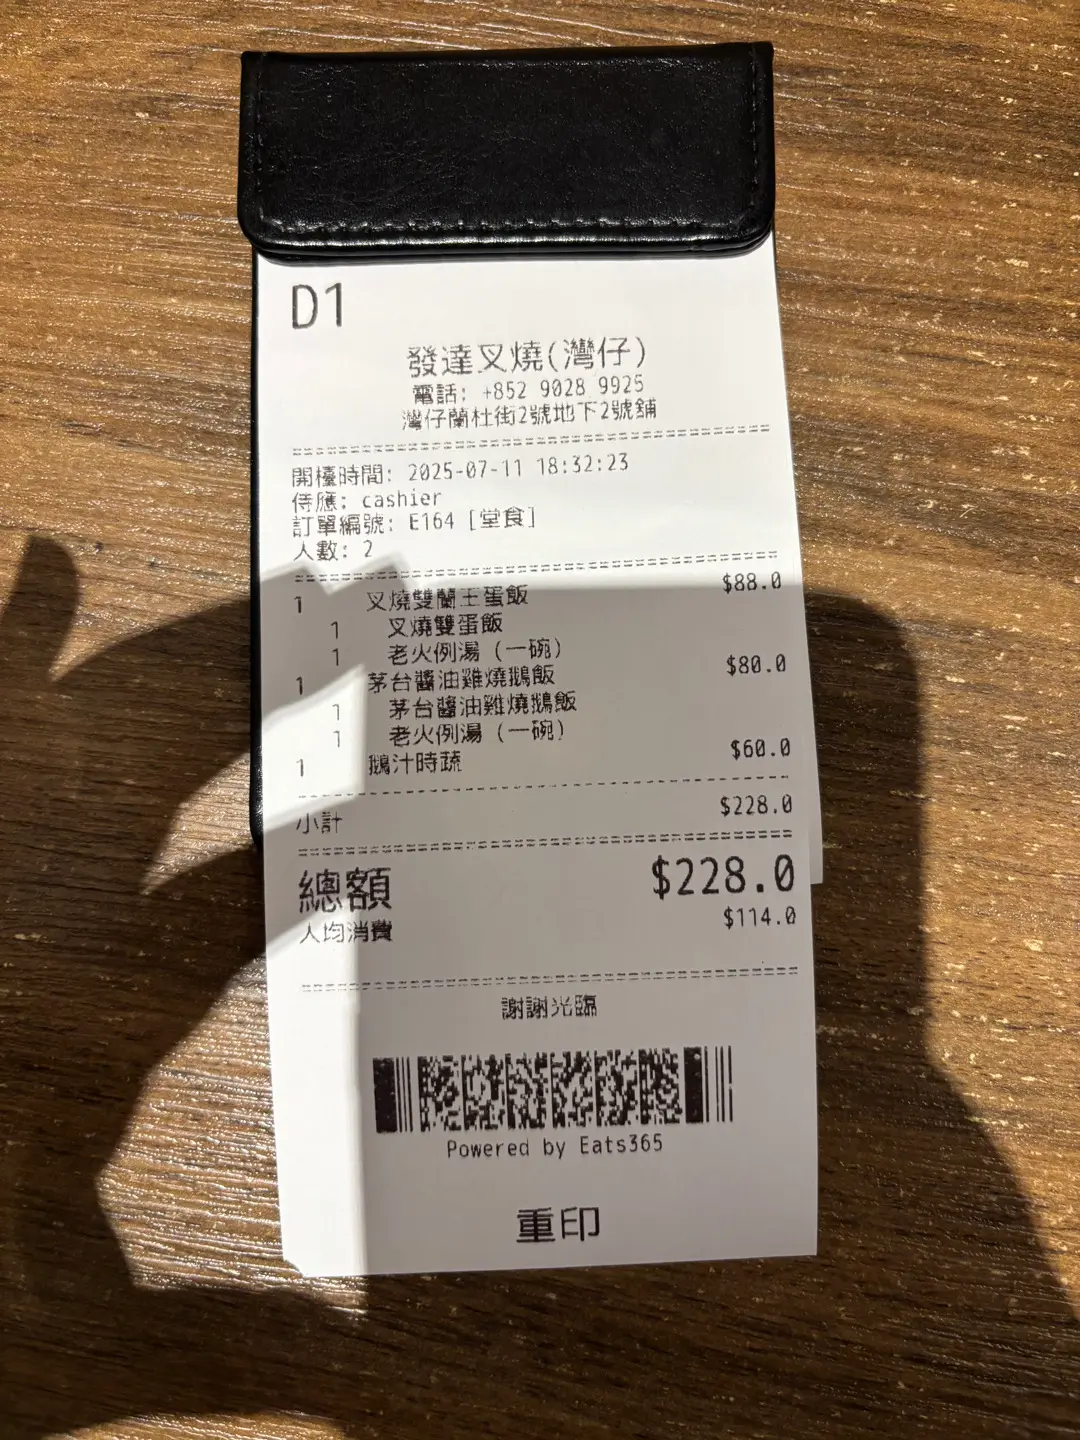 D1
發達叉燒(灣仔)
電話: +852 9028 9925
灣仔蘭杜街2號地下2號舖
開檯時間: 2025-07-11 18:32:23
侍應: cashier
訂單編號: E164 [堂食]
人數: 2
1 叉燒雙蘭王蛋飯 $88.0
1 叉燒雙蛋飯
1 老火例湯 (一碗)
1 茅台醬油雞燒鵝飯 $80.0
1 茅台醬油雞燒鵝飯
1 老火例湯 (一碗)
1 鵝汁時蔬 $60.0
小計 $228.0
總額 $228.0
人均消費 $114.0
謝謝光臨
Powered by Eats365
重印